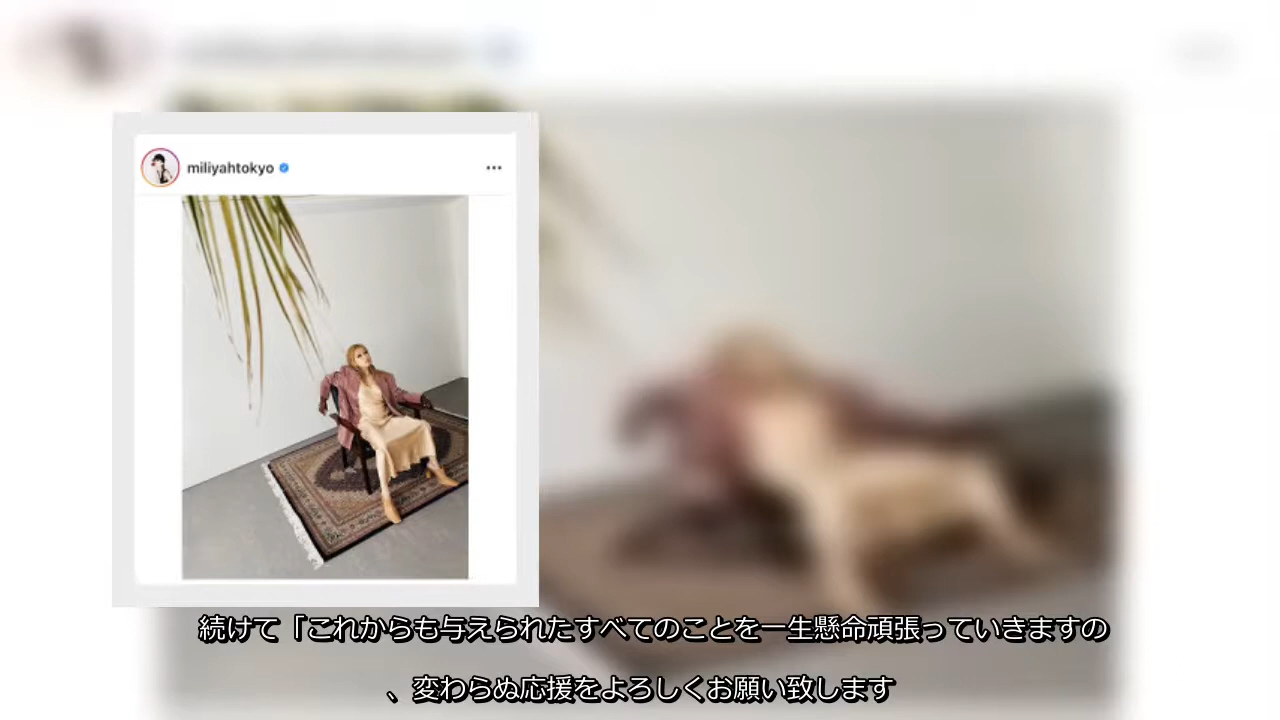 miliyahtokyo
続けて「これからも与えられたすべてのことを一生懸命頑張っていきますの
、変わらぬ応援をよろしくお願い致します